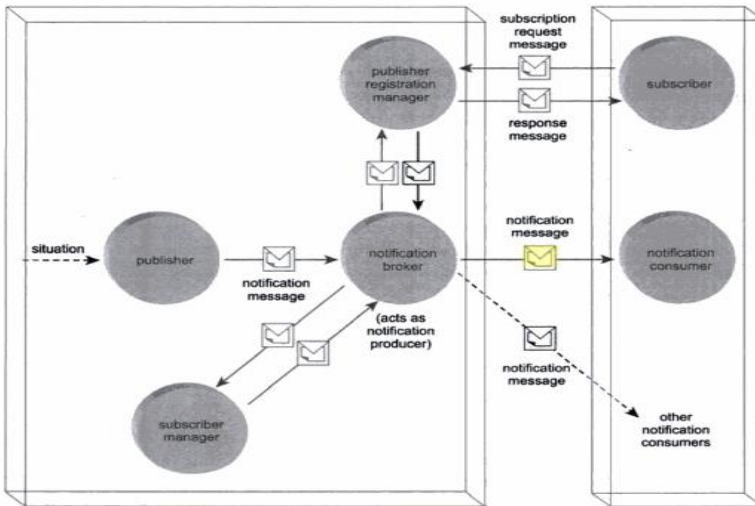 subscription
request
message
publisher
registration
manager
subscriber
response
message
situation
publisher
notification
message
notification
broker
(acts as
notification
producer)
notification
message
notification
consumer
notification
message
subscriber
manager
other
notification
consumers